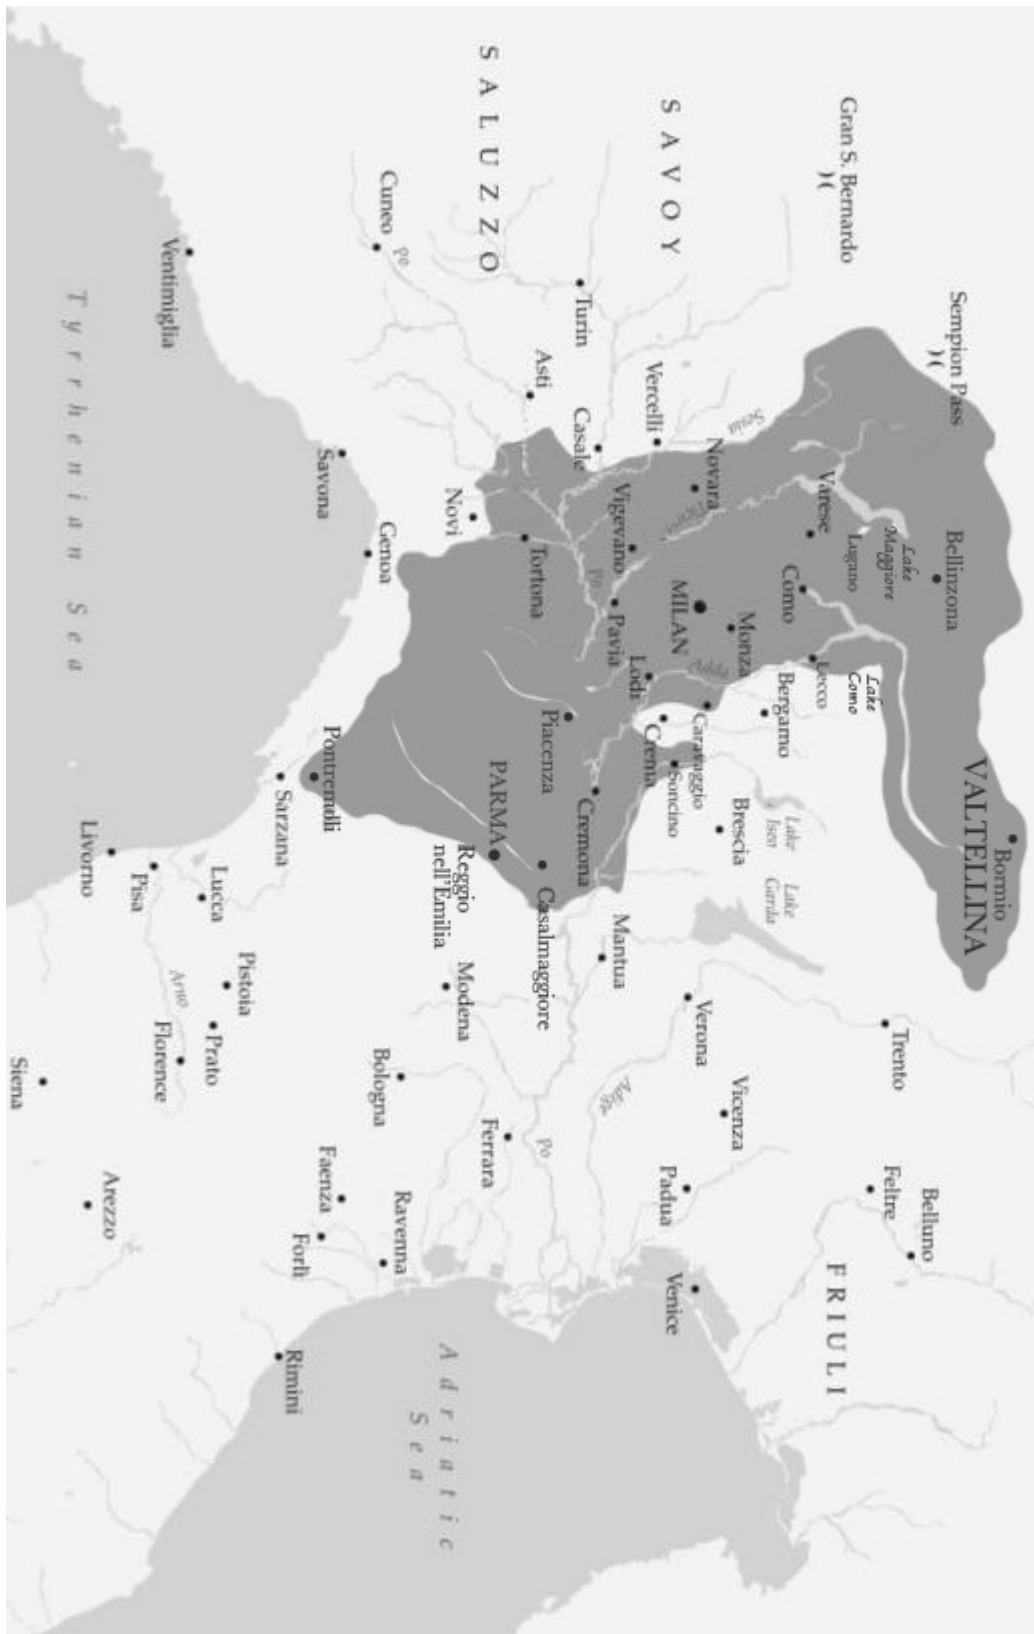 Gran S. Bernardo
Sempion Pass
SAVOY
SALUZZO
Bellinzona
VALTELLINA
Bormio
Lake
Maggiore
Lugano
Varese
Como
Lecco
Lake
Como
Trento
Belluno
Feltre
FRIULI
Sesia
Novara
Vercelli
Monza
MILAN
Bergamo
Adda
Caravaggio
Brescia
Lake
Iseo
Lake
Garda
Vicenza
Verona
Padua
Venice
Turin
Casale
Vigevano
Pavia
Lodi
Crema
Soncino
Mantua
Adige
Asti
Po
Tortona
Piacenza
Cremona
Casalmaggiore
Po
Ferrara
Cuneo
Po
Novi
PARMA
Reggio
nell'Emilia
Modena
Bologna
Ravenna
Adriatic
Sea
Savona
Genoa
Pontremoli
Sarzana
Faenza
Forlì
Rimini
Ventimiglia
Lucca
Pistoia
Prato
Arno
Florence
Pisa
Livorno
Tyrrhenian Sea
Arezzo
Siena